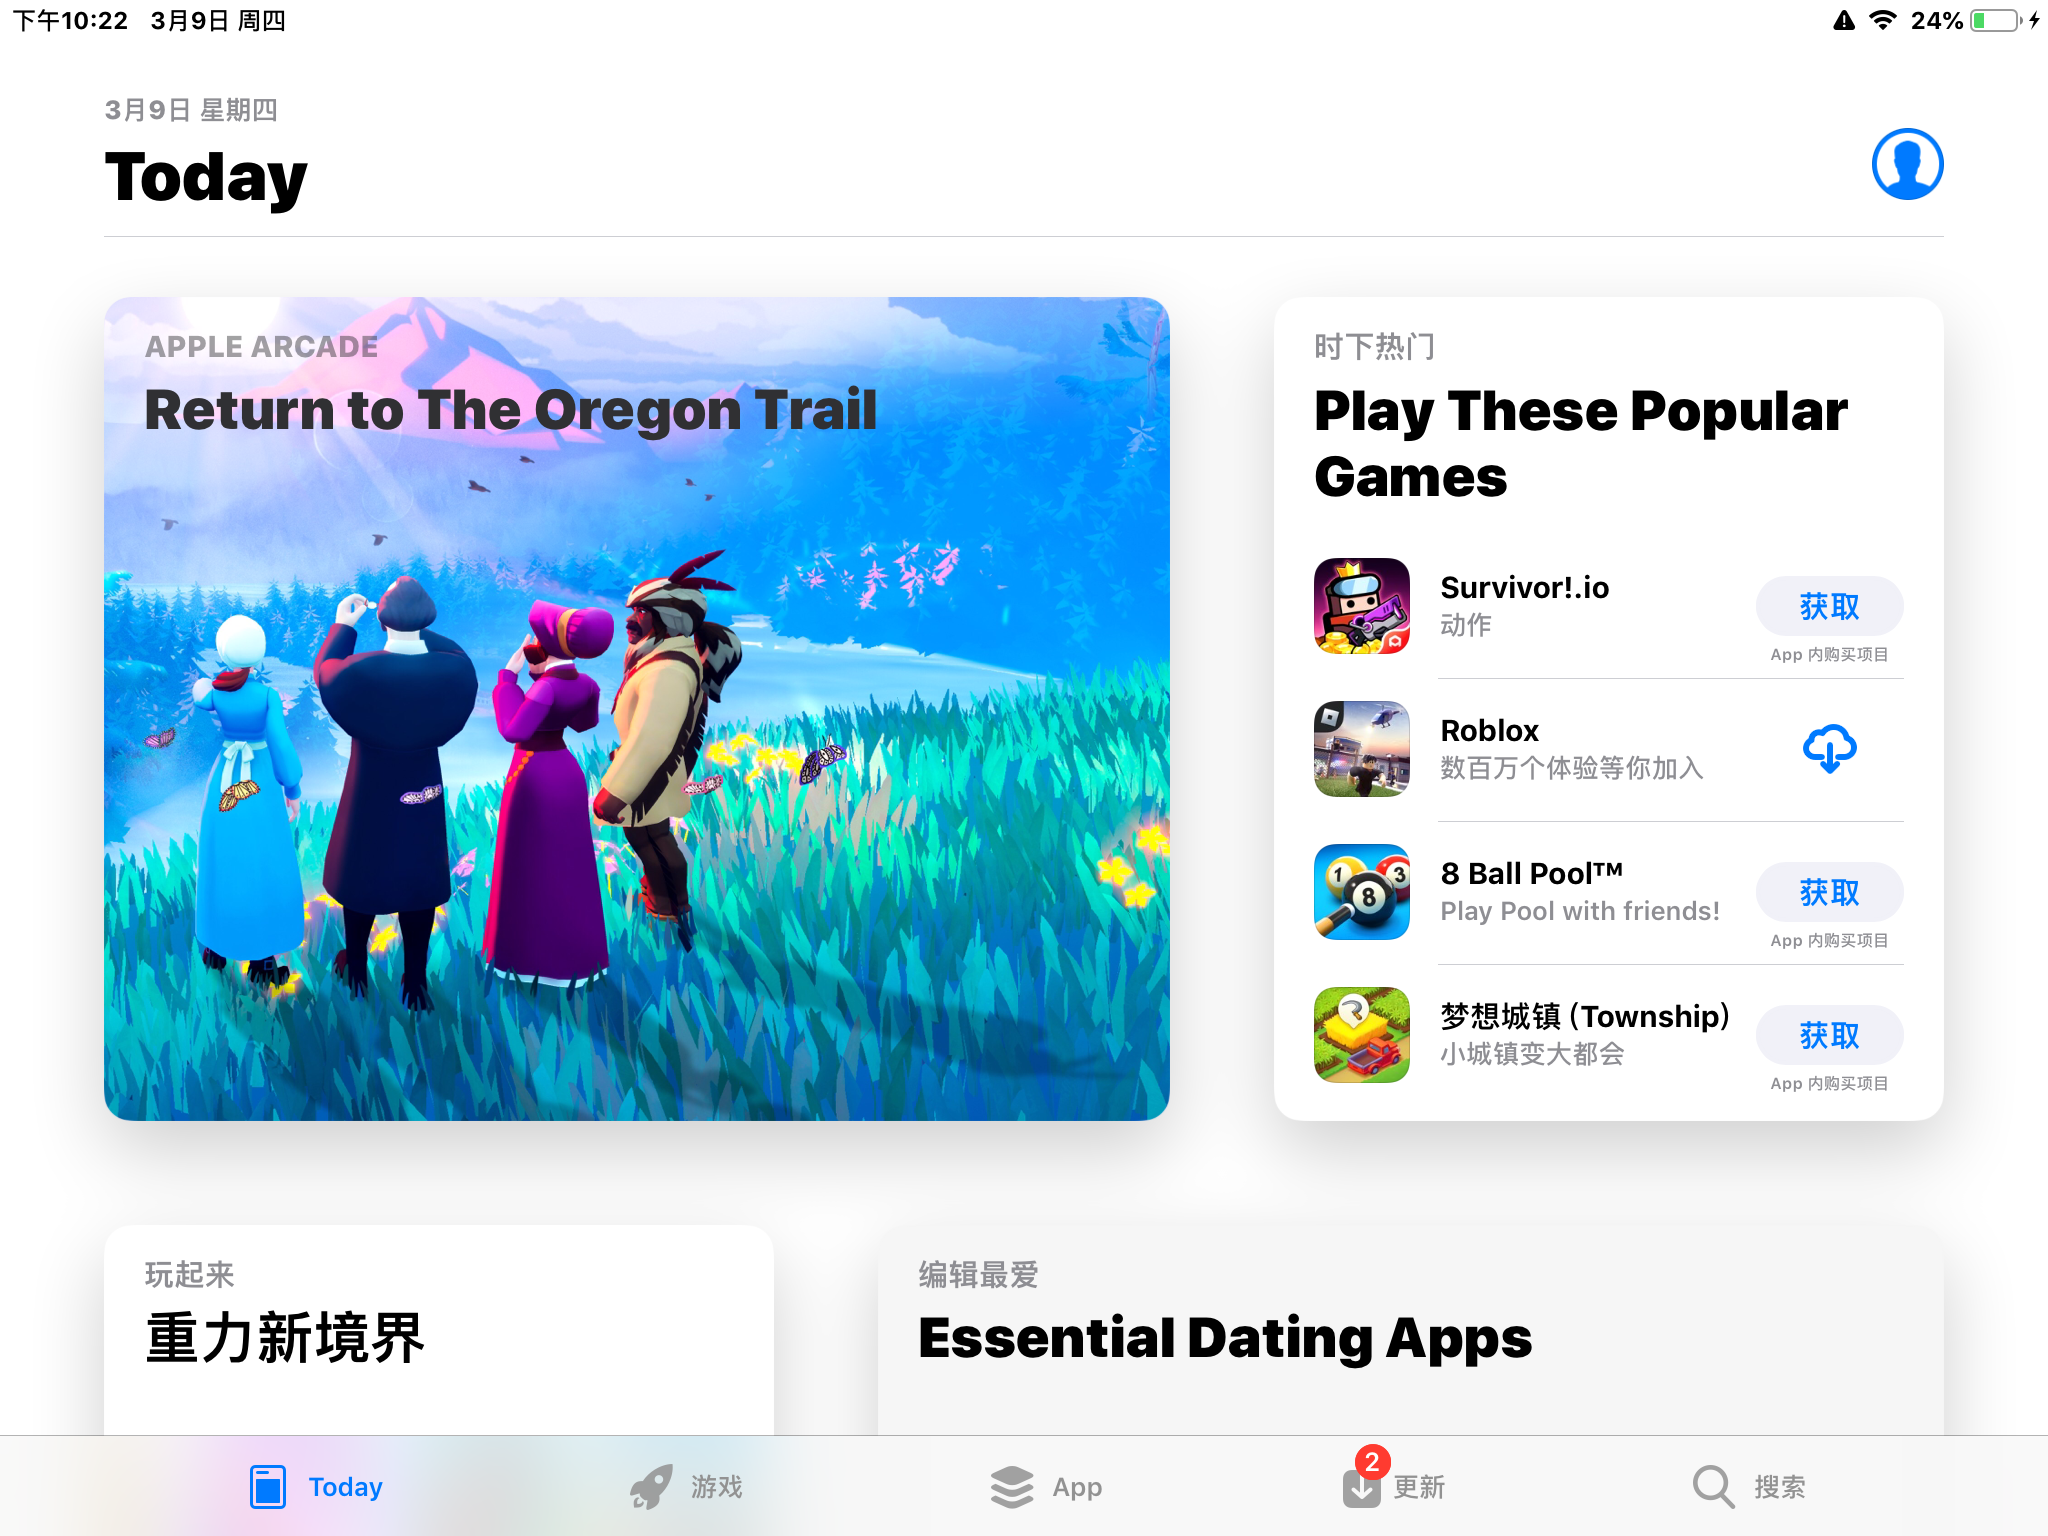 下午10:22 3月9日 周四
24%
3月9日 星期四
Today
APPLE ARCADE
Return to The Oregon Trail
时下热门
Play These Popular
Games
Survivor!.io
动作
获取
App 内购买项目
Roblox
数百万个体验等你加入
8 Ball Pool™
Play Pool with friends!
获取
App 内购买项目
梦想城镇 (Township)
小城镇变大都会
获取
App 内购买项目
玩起来
重力新境界
编辑最爱
Essential Dating Apps
Today
游戏
App
2
更新
搜索